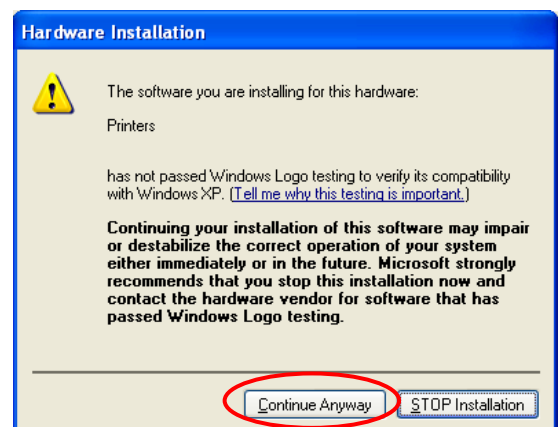 Hardware Installation
The software you are installing for this hardware:
Printers
has not passed Windows Logo testing to verify its compatibility
with Windows XP. (Tell me why this testing is important.)
Continuing your installation of this software may impair
or destabilize the correct operation of your system
either immediately or in the future. Microsoft strongly
recommends that you stop this installation now and
contact the hardware vendor for software that has
passed Windows Logo testing.
Continue Anyway STOP Installation